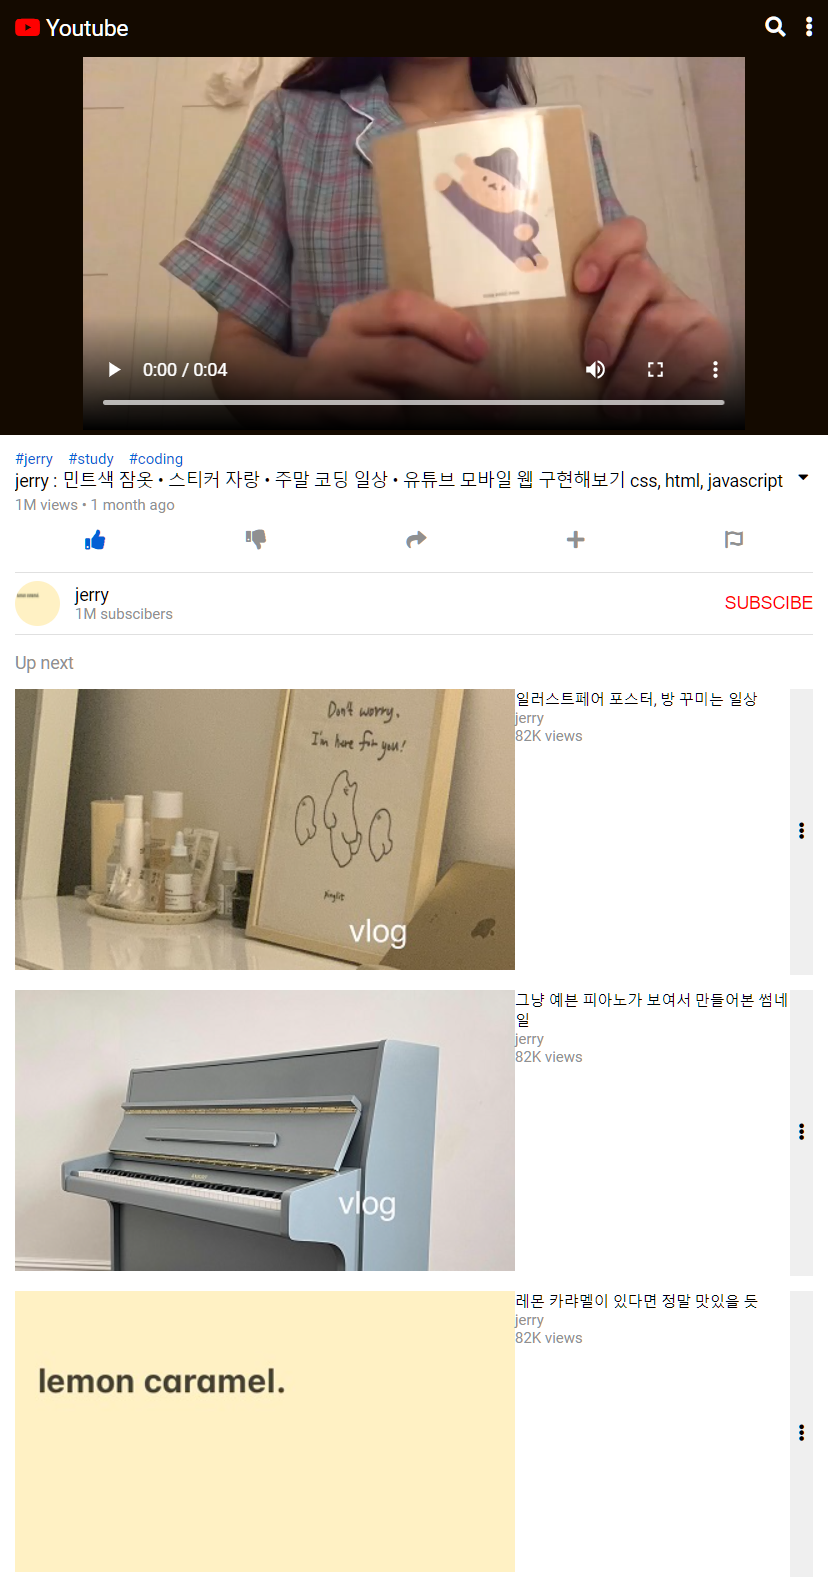 Youtube
0:00 / 0:04
#jerry #study #coding
jerry : 민트색 잠옷 • 스티커 자랑 • 주말 코딩 일상 • 유튜브 모바일 웹 구현해보기 css, html, javascript
1M views • 1 month ago
jerry
1M subscibers
SUBSCIBE
Up next
Don't worry.
I'm here for you!
vlog
일러스트페어 포스터, 방 꾸미는 일상
jerry
82K views
vlog
그냥 예븐 피아노가 보여서 만들어본 썸네
일
jerry
82K views
lemon caramel.
레몬 카라멜이 있다면 정말 맛있을 듯
jerry
82K views